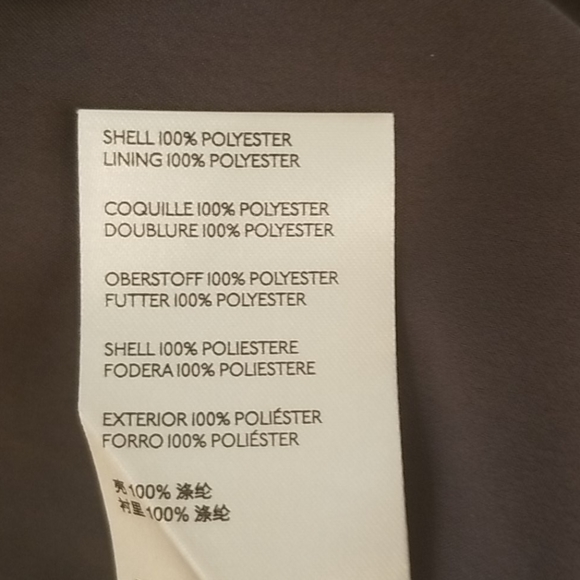 SHELL 100% POLYESTER
LINING 100% POLYESTER
COQUILLE 100% POLYESTER
DOUBLURE 100% POLYESTER
OBERSTOFF 100% POLYESTER
FUTTER 100% POLYESTER
SHELL 100% POLIESTERE
FODERA 100% POLIESTERE
EXTERIOR 100% POLIÉSTER
FORRO 100% POLIÉSTER
100% 涤纶
衬里100% 涤纶